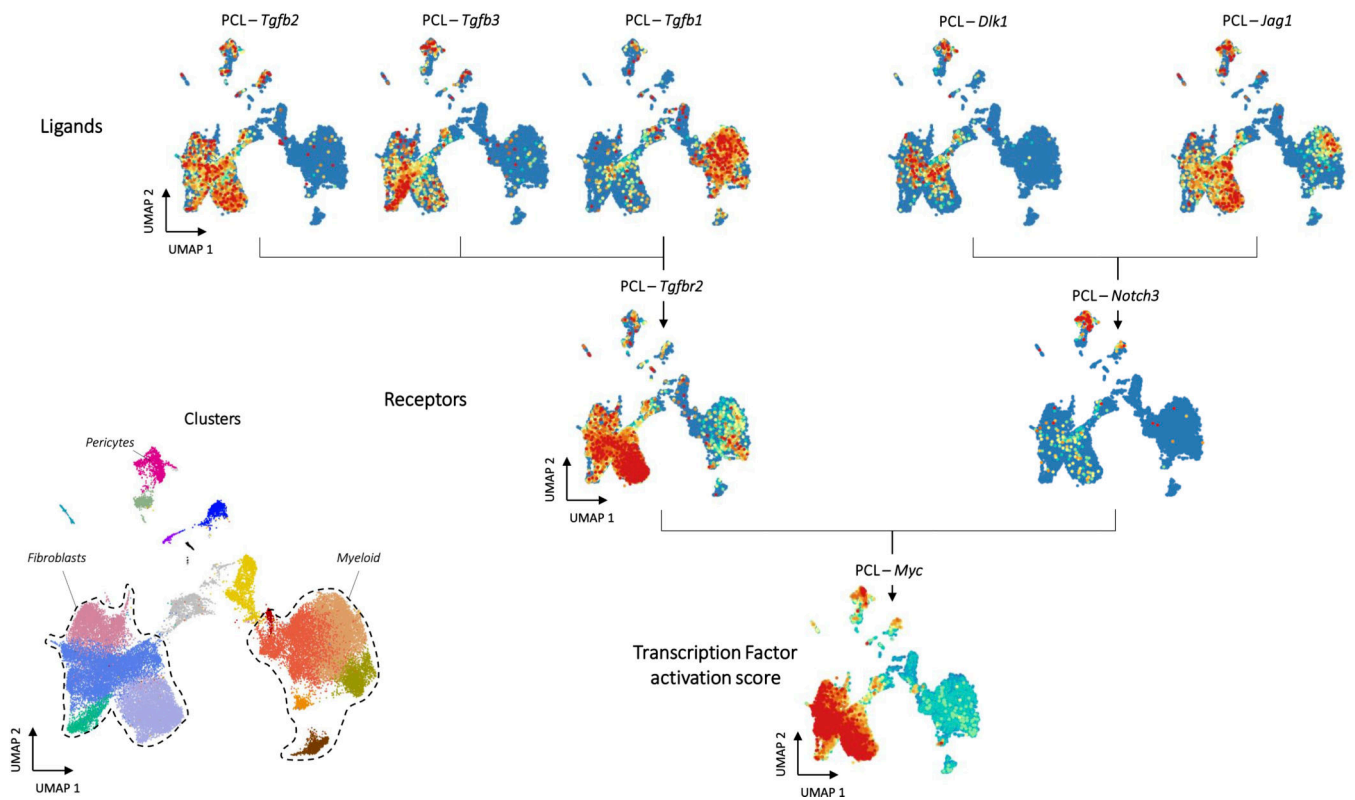 PCL – Tgfb2
PCL – Tgfb3
PCL – Tgfb1
PCL – Dlk1
PCL – Jag1
Ligands
UMAP 2
UMAP 1
PCL – Tgfbr2
PCL – Notch3
Receptors
UMAP 2
UMAP 1
Clusters
Pericytes
Fibroblasts
Myeloid
UMAP 2
UMAP 1
PCL – Myc
Transcription Factor
activation score
UMAP 2
UMAP 1